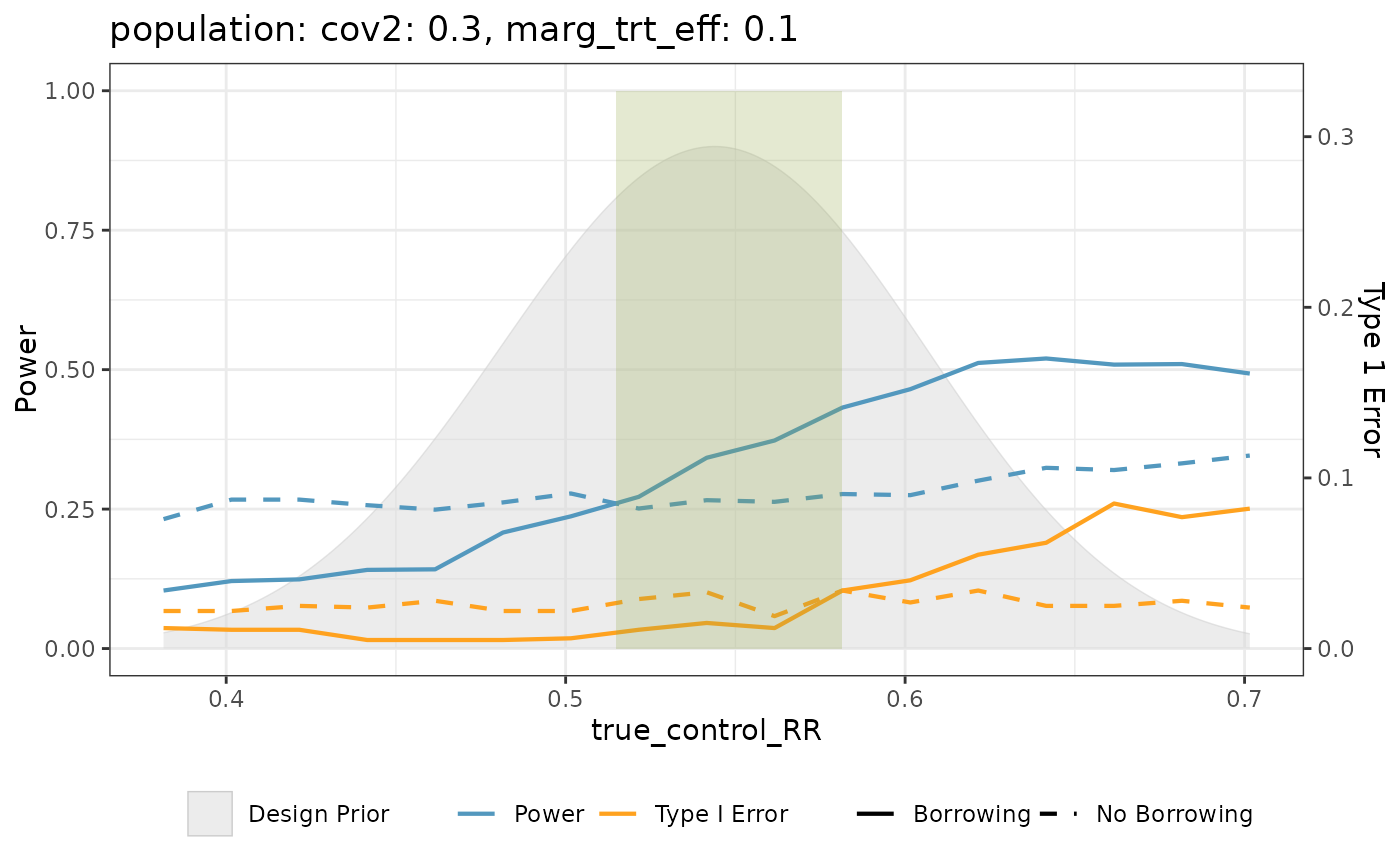 population: cov2: 0.3, marg_trt_eff: 0.1
1.00
0.75
0.50
0.25
0.00
Power
0.3
0.2
0.1
0.0
Type 1 Error
0.4 0.5 0.6 0.7
true_control_RR
Design Prior Power Type I Error Borrowing No Borrowing